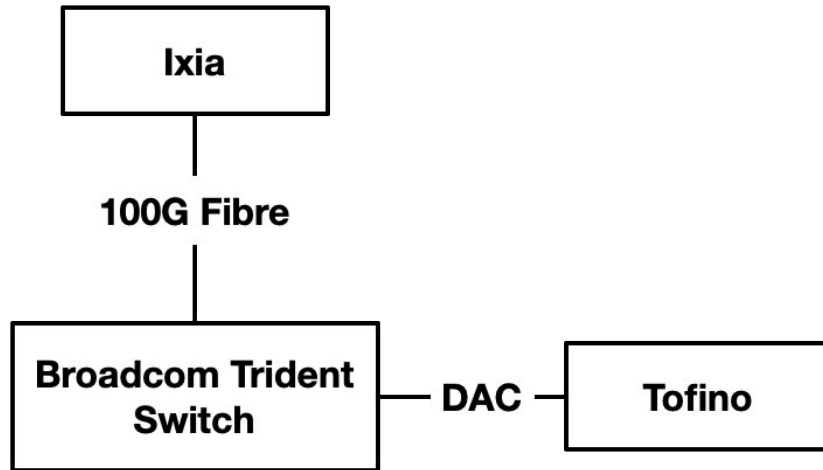 Ixia
100G Fibre
Broadcom Trident
Switch
DAC
Tofino